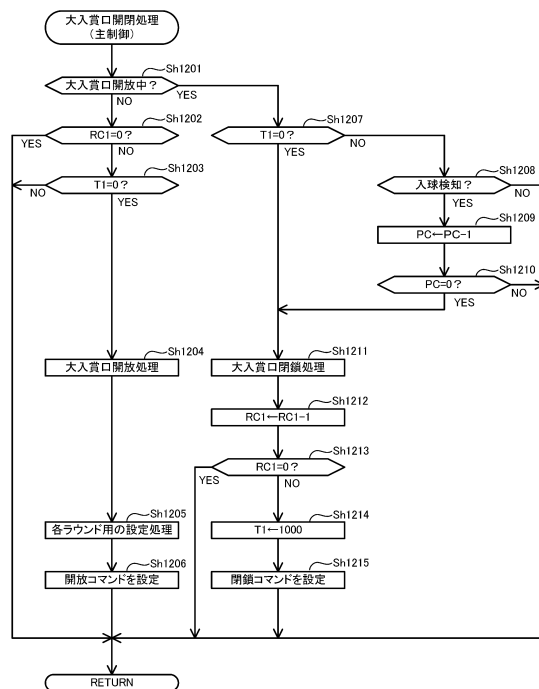 大入賞口開閉処理
(主制御)
Sh1201
大入賞口開放中？
YES
NO
Sh1202
RC1=0？
YES
NO
Sh1203
T1=0？
NO
YES
Sh1204
大入賞口開放処理
Sh1205
各ラウンド用の設定処理
Sh1206
開放コマンドを設定
Sh1207
T1=0？
NO
YES
Sh1208
入球検知？
NO
YES
Sh1209
PC←PC-1
Sh1210
PC=0？
NO
YES
Sh1211
大入賞口閉鎖処理
Sh1212
RC1←RC1-1
Sh1213
RC1=0？
YES
NO
Sh1214
T1←1000
Sh1215
閉鎖コマンドを設定
RETURN